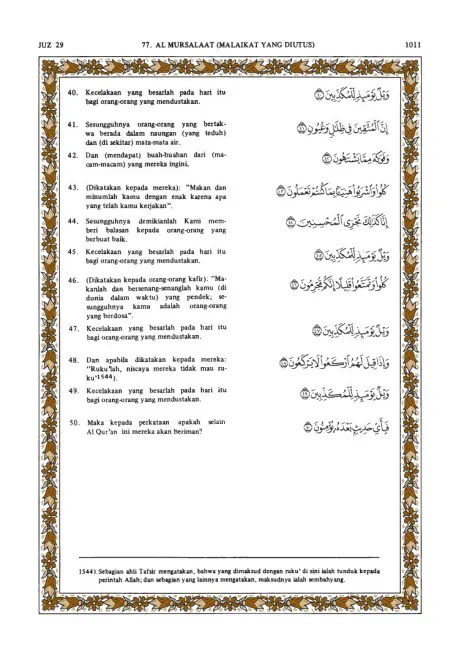 JUZ 29
77. AL MURSALAAT (MALAIKAT YANG DIUTUS)
1011
40. Kecelakaan yang besarlah pada hari itu
bagi orang-orang yang mendustakan.
وَيْلٌ يَوْمَئِذٍ لِّلْمُكَذِّبِينَ ٤٠
41. Sesungguhnya orang-orang yang bertak-
wa berada dalam naungan (yang teduh)
dan (di sekitar) mata-mata air.
إِنَّ الْمُتَّقِينَ فِي ظِلَالٍ وَعُيُونٍ ٤١
42. Dan (mendapat) buah-buahan dari (ma-
cam-macam) yang mereka ingini.
وَفَوَاكِهَ مِمَّا يَشْتَهُونَ ٤٢
43. (Dikatakan kepada mereka): "Makan dan
minumlah kamu dengan enak karena apa
yang telah kamu kerjakan".
كُلُوا وَاشْرَبُوا هَنِيئًا بِمَا كُنتُمْ تَعْمَلُونَ ٤٣
44. Sesungguhnya demikianlah Kami mem-
beri balasan kepada orang-orang yang
berbuat baik.
إِنَّا كَذَٰلِكَ نَجْزِي الْمُحْسِنِينَ ٤٤
45. Kecelakaan yang besarlah pada hari itu
bagi orang-orang yang mendustakan.
وَيْلٌ يَوْمَئِذٍ لِّلْمُكَذِّبِينَ ٤٥
46. (Dikatakan kepada orang-orang kafir): "Ma-
kanlah dan bersenang-senanglah kamu (di
dunia dalam waktu) yang pendek; se-
sungguhnya kamu adalah orang-orang
yang berdosa".
كُلُوا وَتَمَتَّعُوا قَلِيلًا إِنَّكُم مُّجْرِمُونَ ٤٦
47. Kecelakaan yang besarlah pada hari itu
bagi orang-orang yang mendustakan.
وَيْلٌ يَوْمَئِذٍ لِّلْمُكَذِّبِينَ ٤٧
48. Dan apabila dikatakan kepada mereka:
"Ruku'lah, niscaya mereka tidak mau ru-
ku'1544).
وَإِذَا قِيلَ لَهُمُ ارْكَعُوا لَا يَرْكَعُونَ ٤٨
49. Kecelakaan yang besarlah pada hari itu
bagi orang-orang yang mendustakan.
وَيْلٌ يَوْمَئِذٍ لِّلْمُكَذِّبِينَ ٤٩
50. Maka kepada perkataan apakah selain
Al Qur'an ini mereka akan beriman?
فَبِأَيِّ حَدِيثٍ بَعْدَهُ يُؤْمِنُونَ ٥٠
1544). Sebagian ahli Tafsir mengatakan, bahwa yang dimaksud dengan ruku' di sini ialah tunduk kepada
perintah Allah; dan sebagian yang lainnya mengatakan, maksudnya ialah sembahyang.